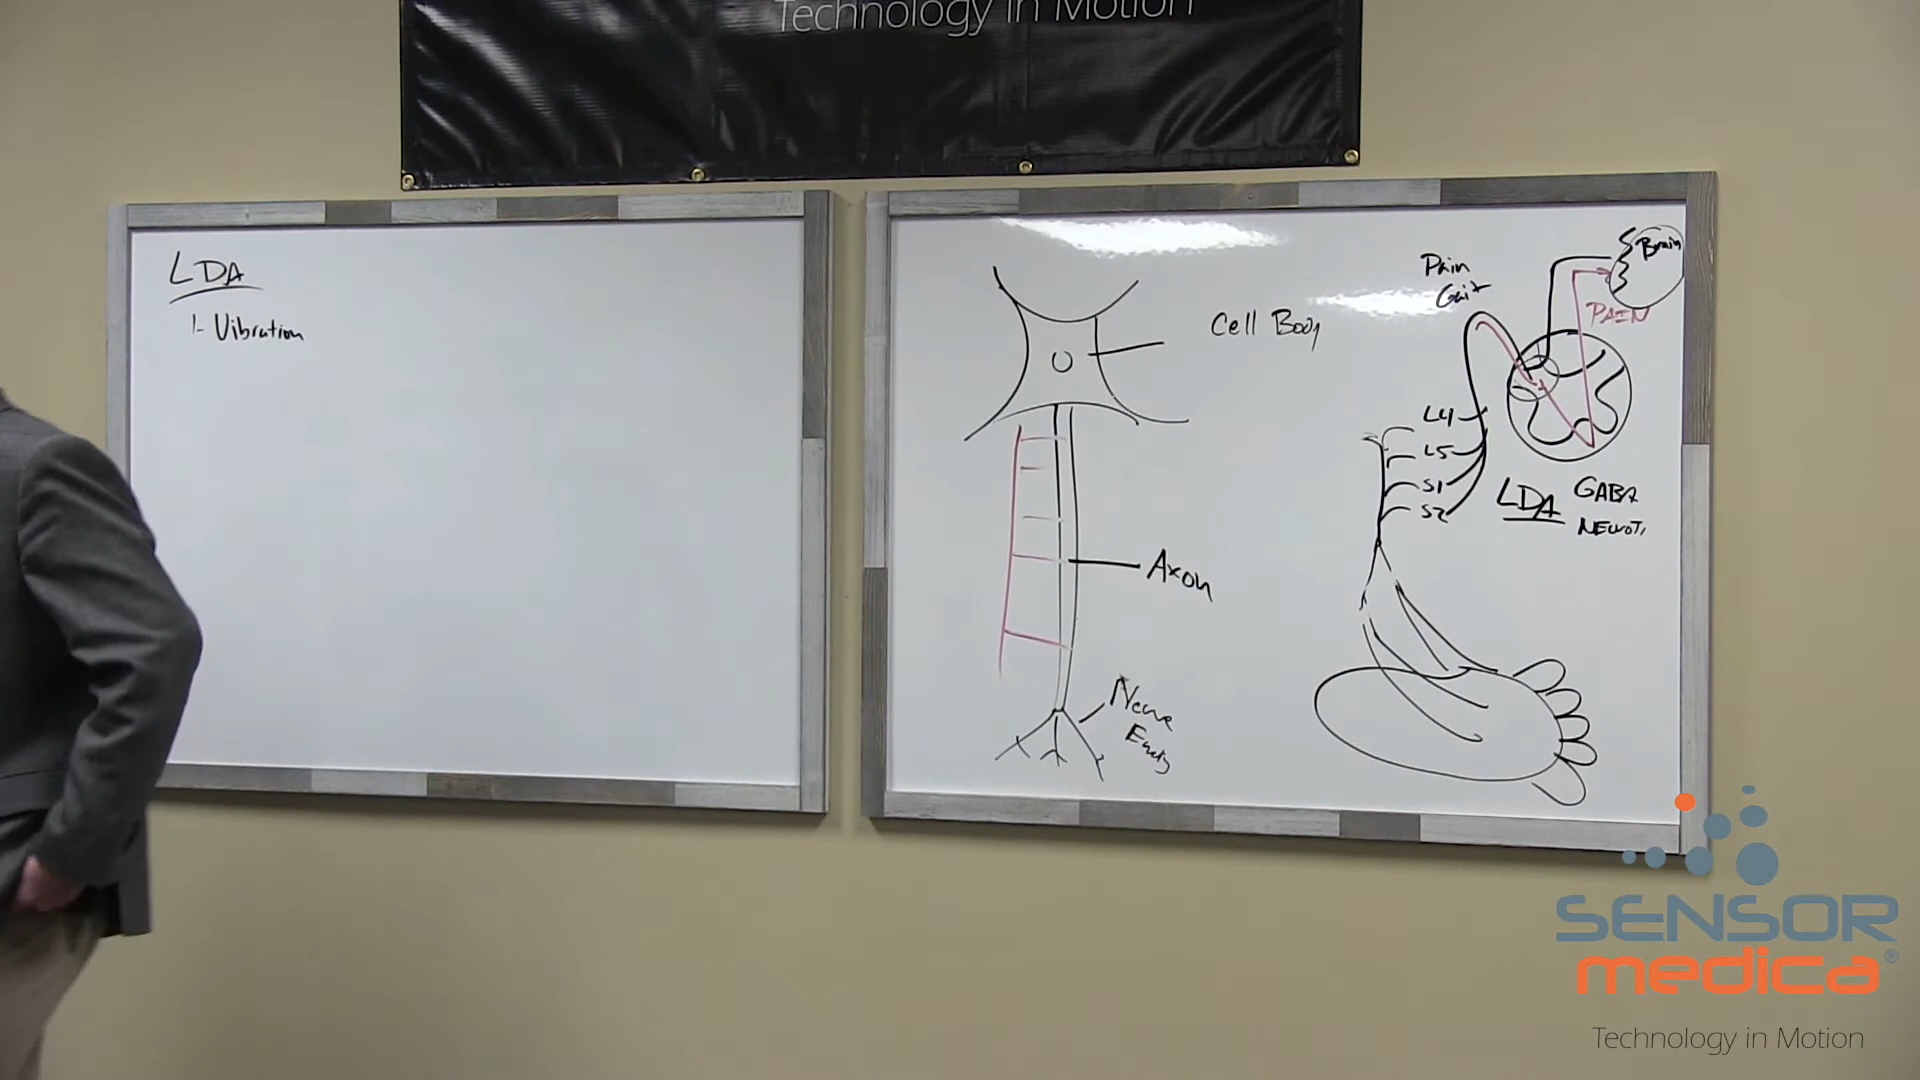 Technology in Motion
LDA
1- Vibration
Cell Body
Axon
Nerve
Pain
Gait
Brain
PAIN
L4
L5
S1
S2
LDA
GABA
SENSOR
medica®
Technology in Motion